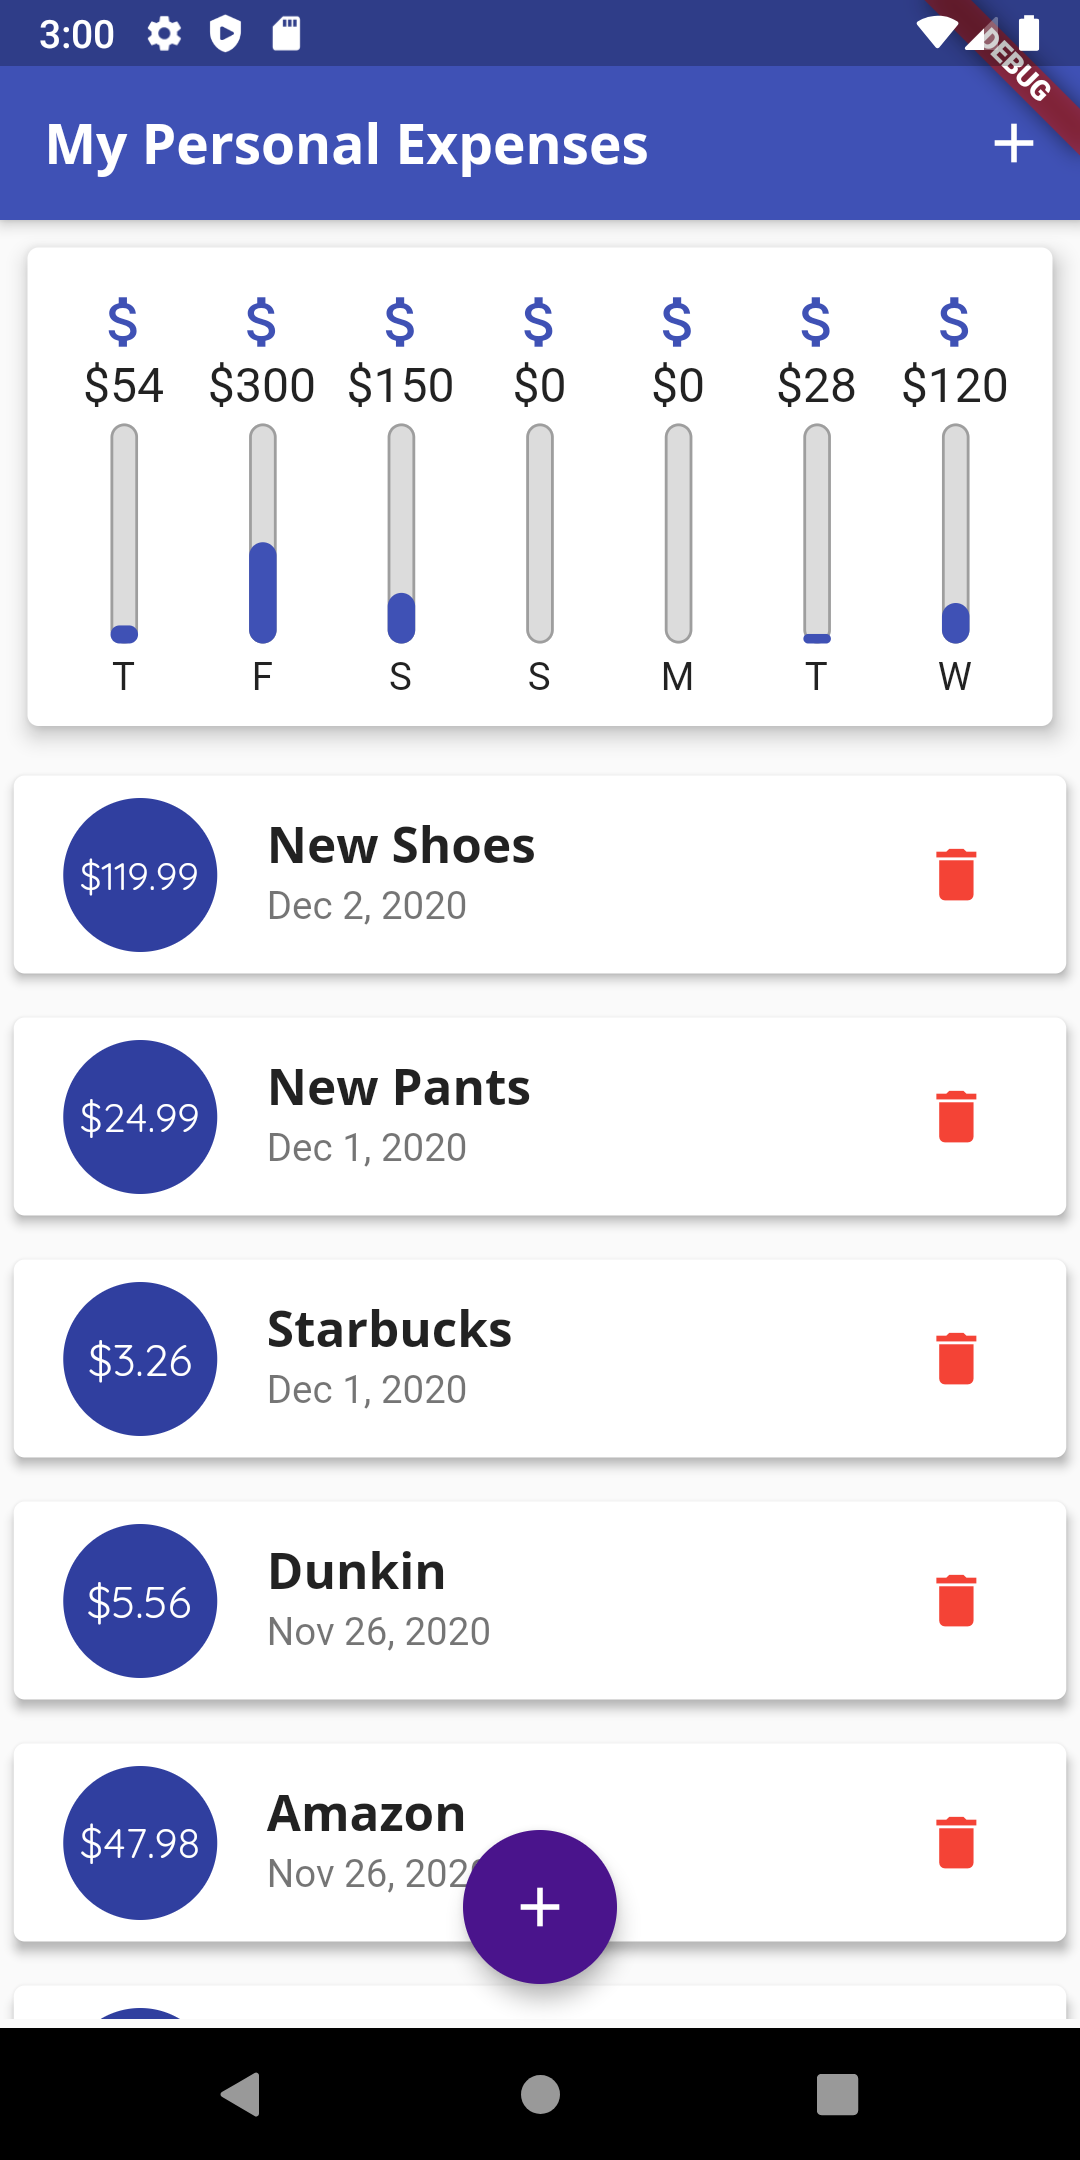 3:00
DEBUG
My Personal Expenses
$ $ $ $ $ $ $
$54 $300 $150 $0 $0 $28 $120
T F S S M T W
$119.99
New Shoes
Dec 2, 2020
$24.99
New Pants
Dec 1, 2020
$3.26
Starbucks
Dec 1, 2020
$5.56
Dunkin
Nov 26, 2020
$47.98
Amazon
Nov 26, 202